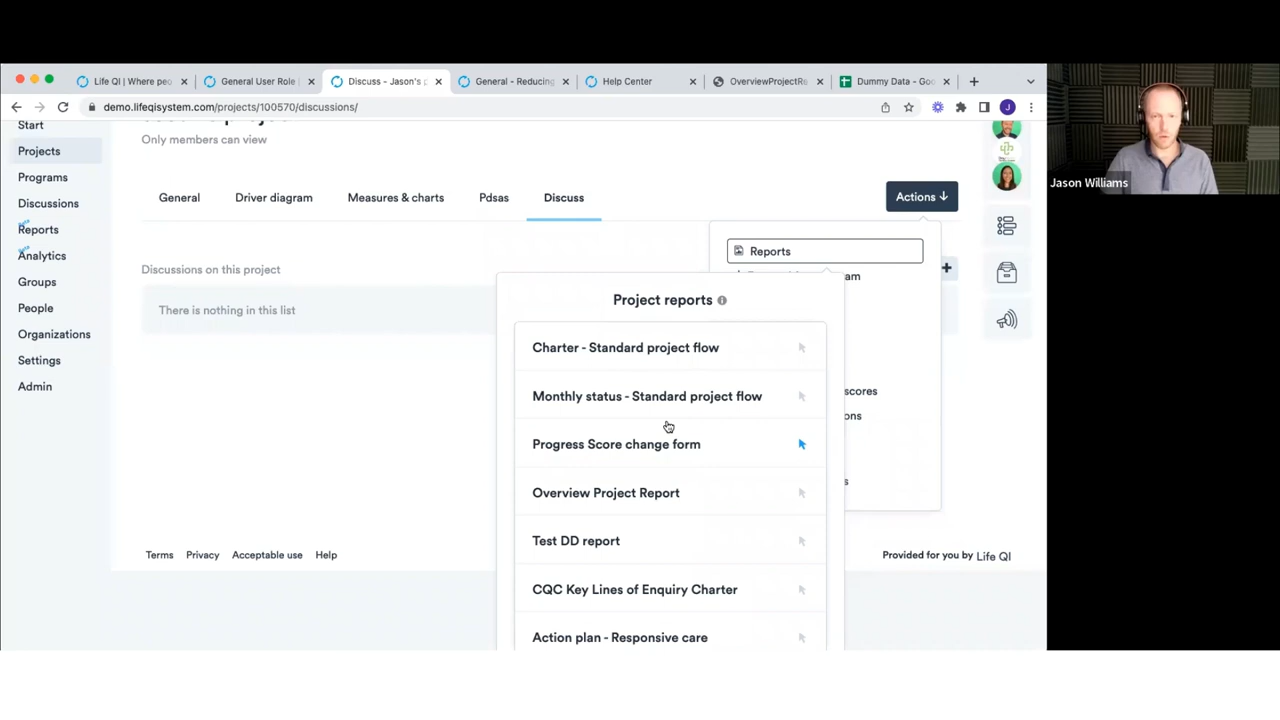 Life QI | Where peo
General User Role |
Discuss - Jason's p
General - Reducing
Help Center
OverviewProjectRe
Dummy Data - Goo
demo.lifeqisystem.com/projects/100570/discussions/
J
Start
Projects
Programs
Discussions
Reports
Analytics
Groups
People
Organizations
Settings
Admin
Only members can view
General
Driver diagram
Measures & charts
Pdsas
Discuss
Actions
Reports
am
scores
ons
s
Discussions on this project
There is nothing in this list
Project reports
Charter - Standard project flow
Monthly status - Standard project flow
Progress Score change form
Overview Project Report
Test DD report
CQC Key Lines of Enquiry Charter
Action plan - Responsive care
Terms
Privacy
Acceptable use
Help
Provided for you by Life QI
Jason Williams